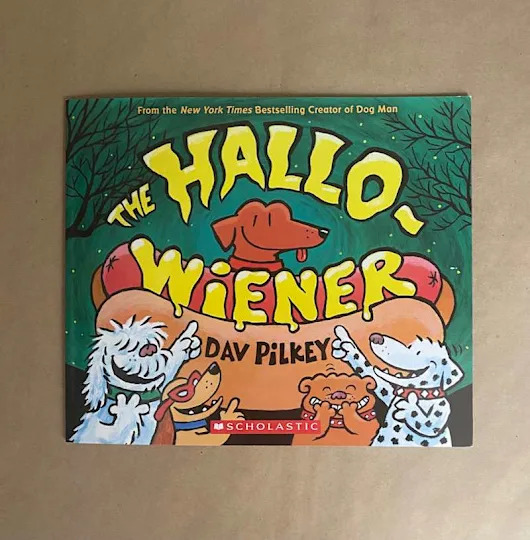 From the New York Times Bestselling Creator of Dog Man
THE HALLO-
WiENER
DAV PiLKEY
SCHOLASTIC